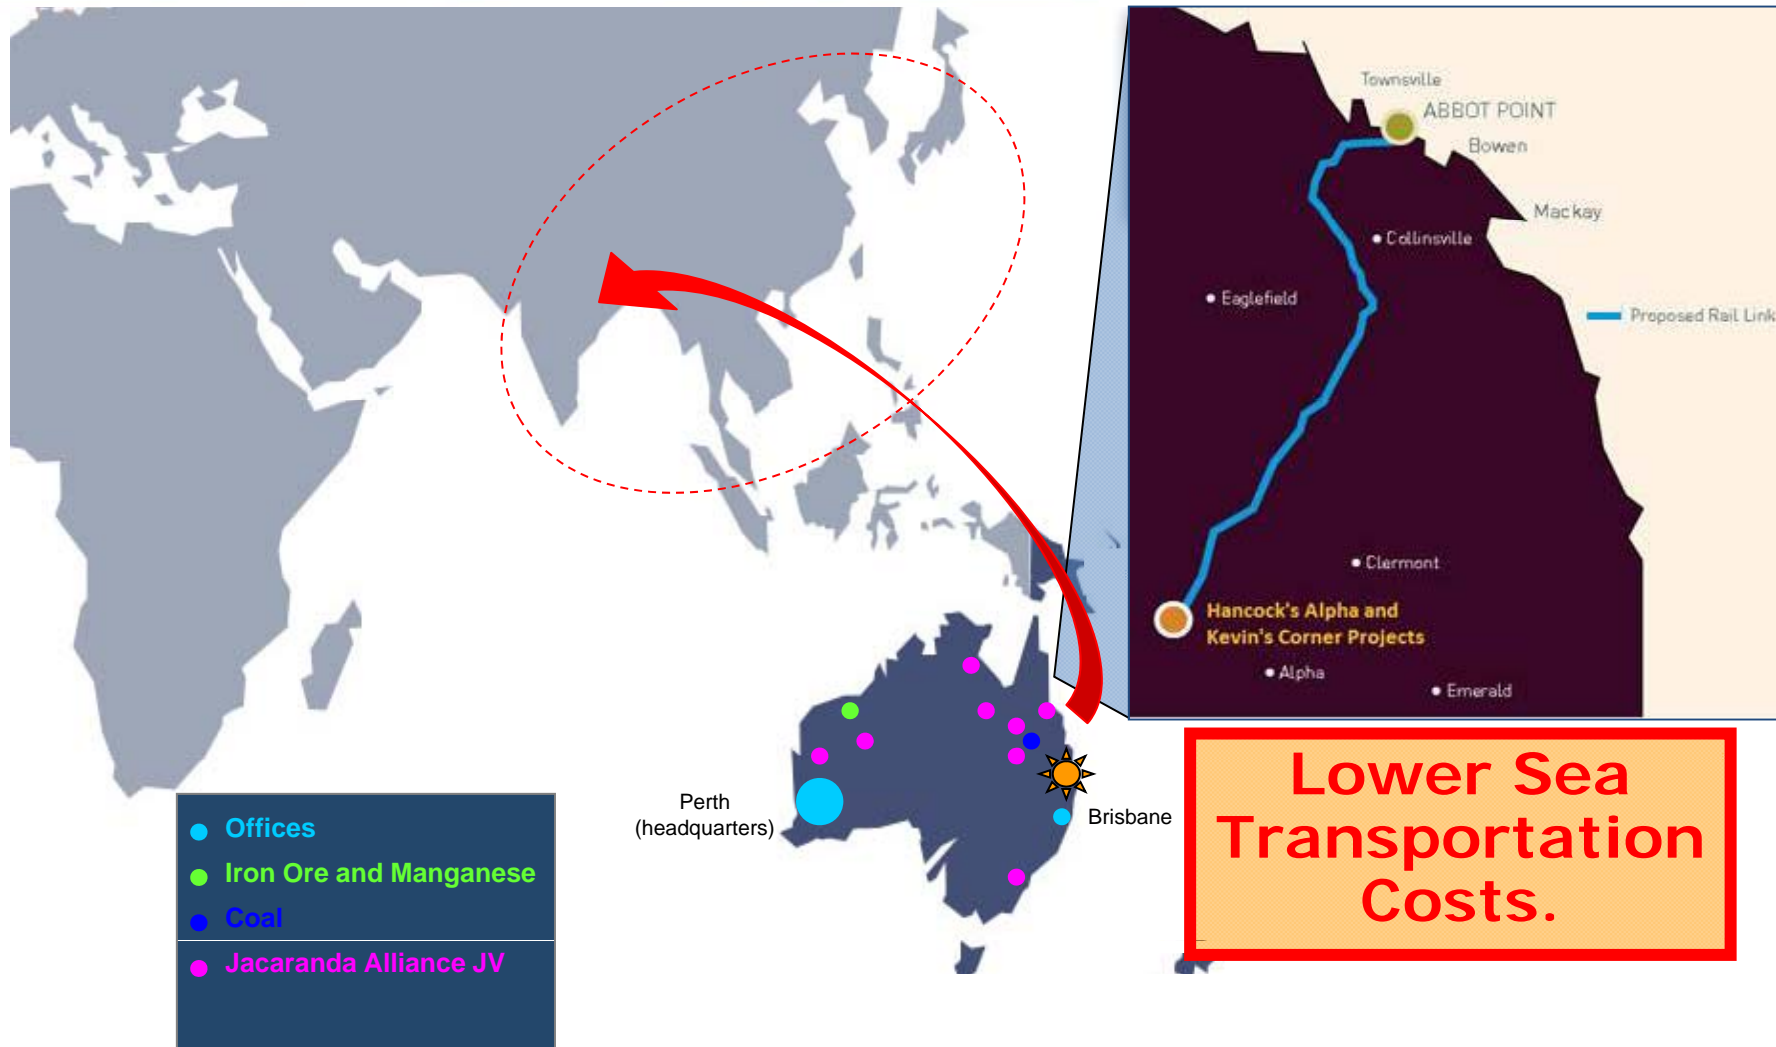 Townsville
ABBOT POINT
Bowen
Mackay
Collinsville
Eaglefield
Proposed Rail Link
Clermont
Hancock's Alpha and
Kevin's Corner Projects
Alpha
Emerald
Perth
(headquarters)
Brisbane
Lower Sea
Transportation
Costs.
Offices
Iron Ore and Manganese
Coal
Jacaranda Alliance JV